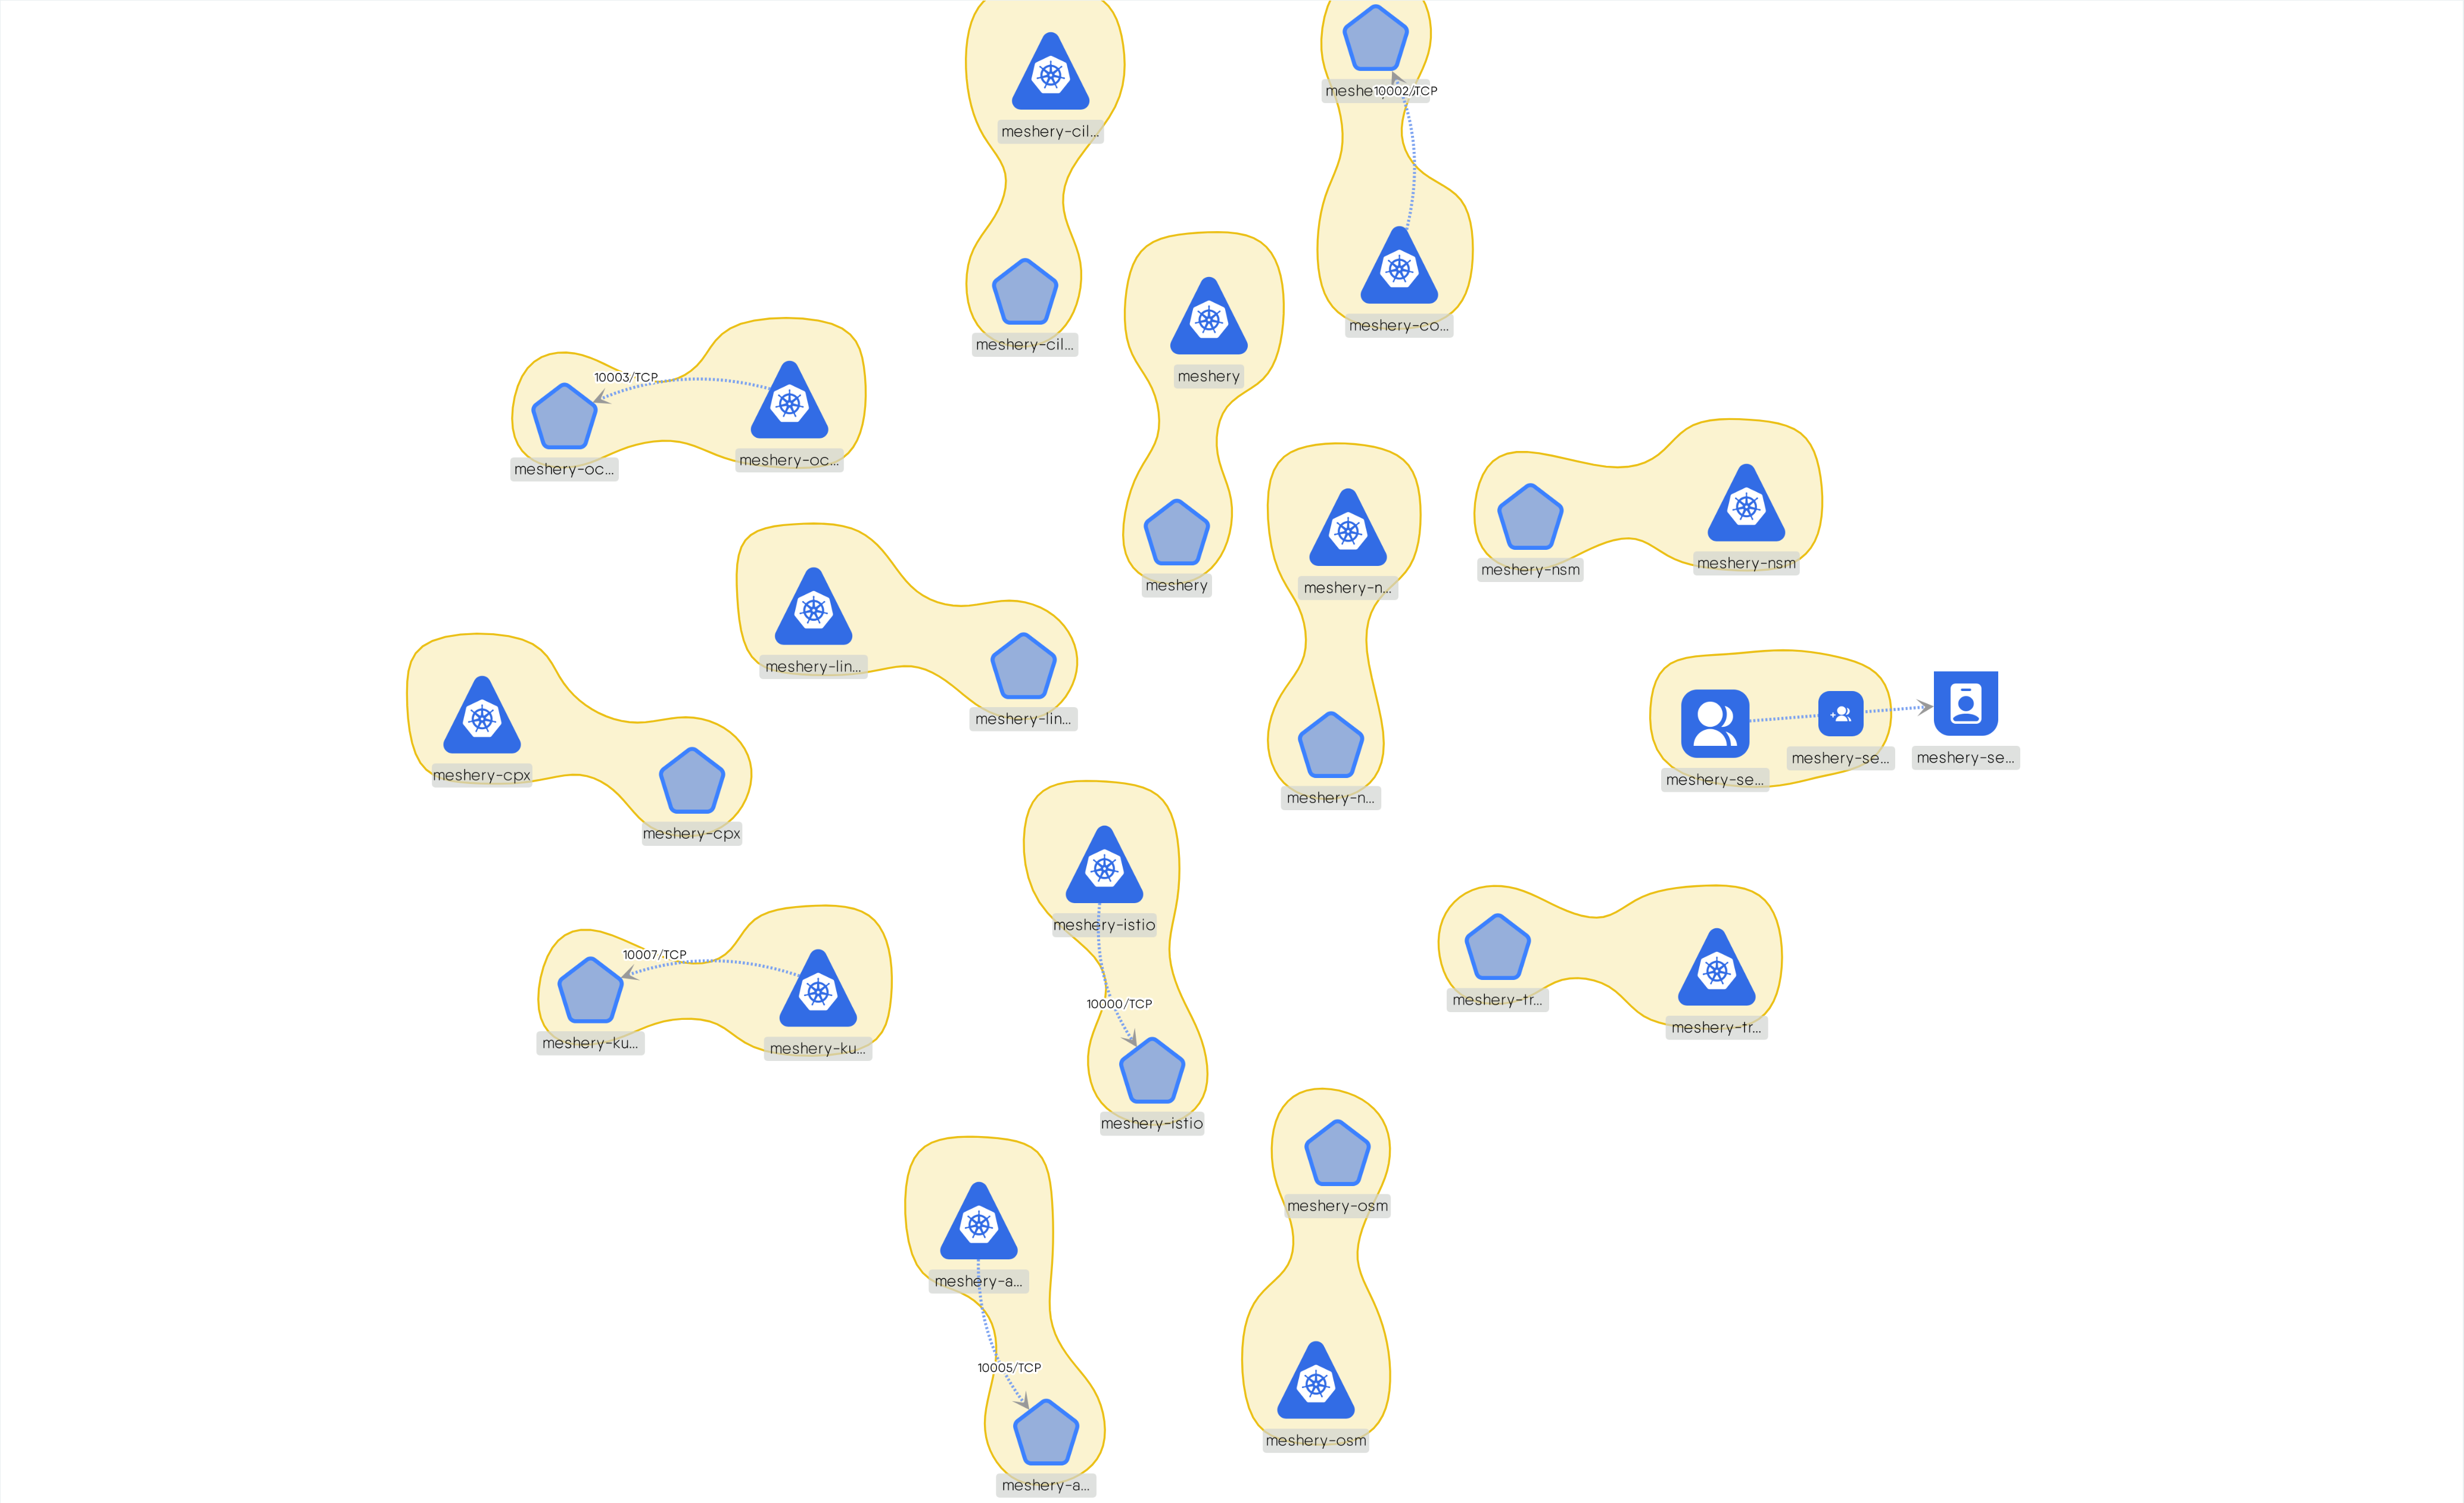 meshery-cil...
meshe
10002/TCP
meshery-co...
meshery-cil...
meshery
meshery
10003/TCP
meshery-oc...
meshery-oc...
meshery-n...
meshery-n...
meshery-nsm
meshery-nsm
meshery-lin...
meshery-lin...
meshery-cpx
meshery-cpx
meshery-se...
meshery-se...
meshery-se...
meshery-istio
10000/TCP
meshery-istio
10007/TCP
meshery-ku...
meshery-ku...
meshery-tr...
meshery-tr...
meshery-a...
10005/TCP
meshery-a...
meshery-osm
meshery-osm